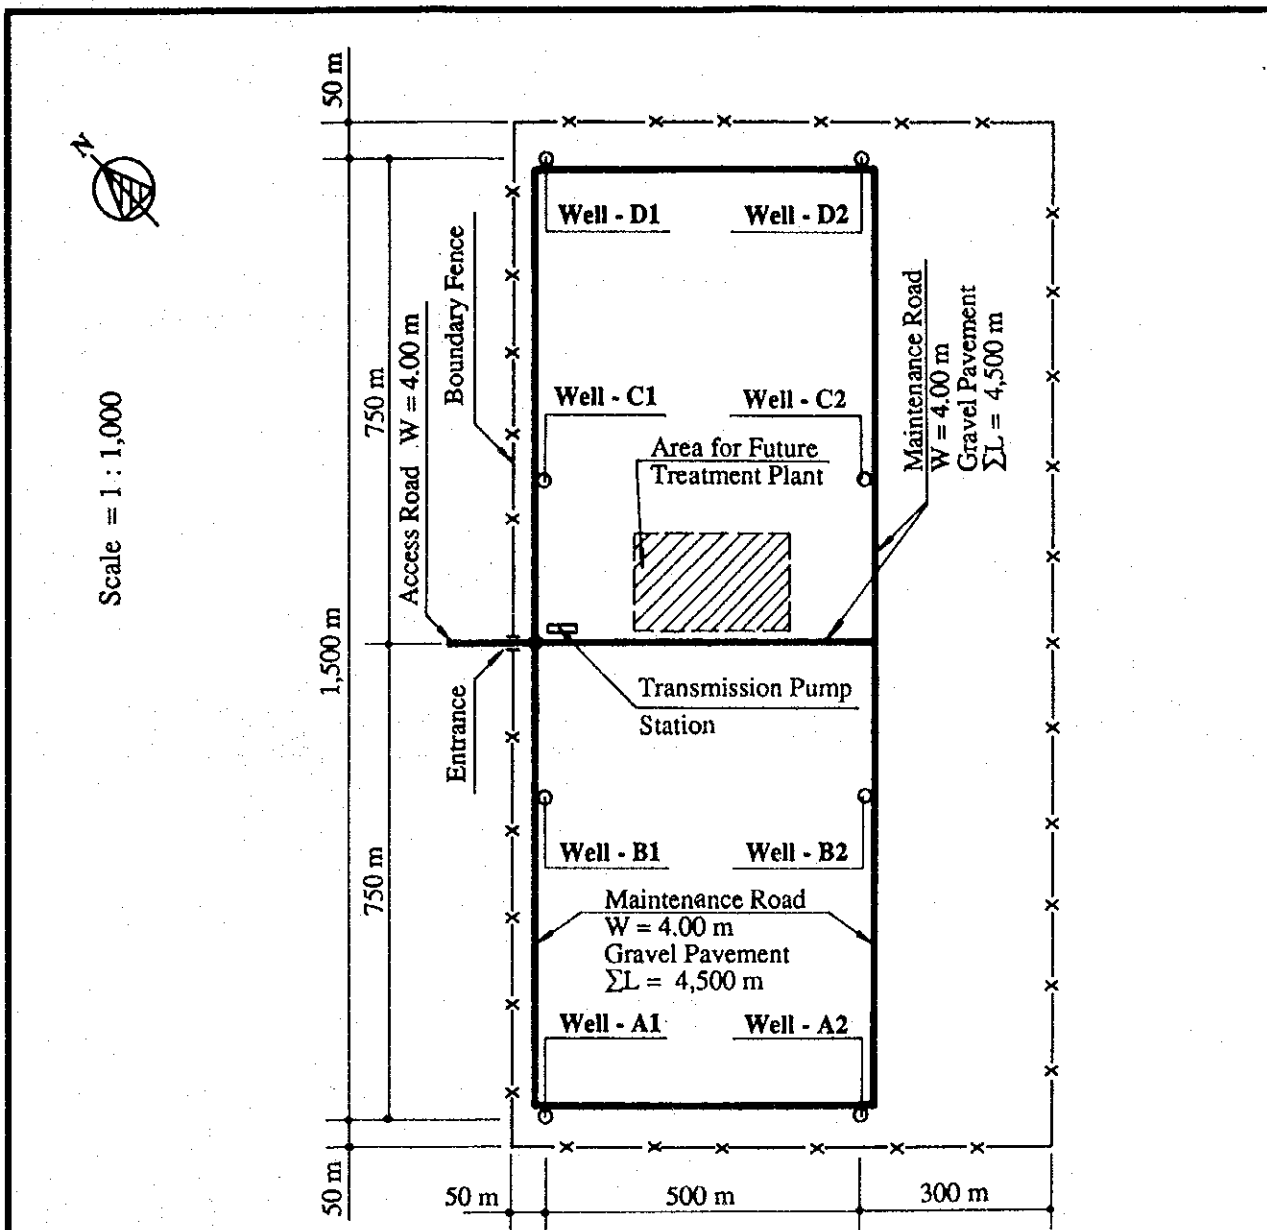 50 m
N
Well - D1
Well - D2
Boundary Fence
Access Road W = 4.00 m
750 m
Scale = 1 : 1,000
Maintenance Road
W = 4.00 m
Gravel Pavement
ΣL = 4,500 m
Well - C1
Well - C2
Area for Future
Treatment Plant
1,500 m
Entrance
Transmission Pump
Station
750 m
Well - B1
Well - B2
Maintenance Road
W = 4.00 m
Gravel Pavement
ΣL = 4,500 m
Well - A1
Well - A2
50 m
50 m
500 m
300 m